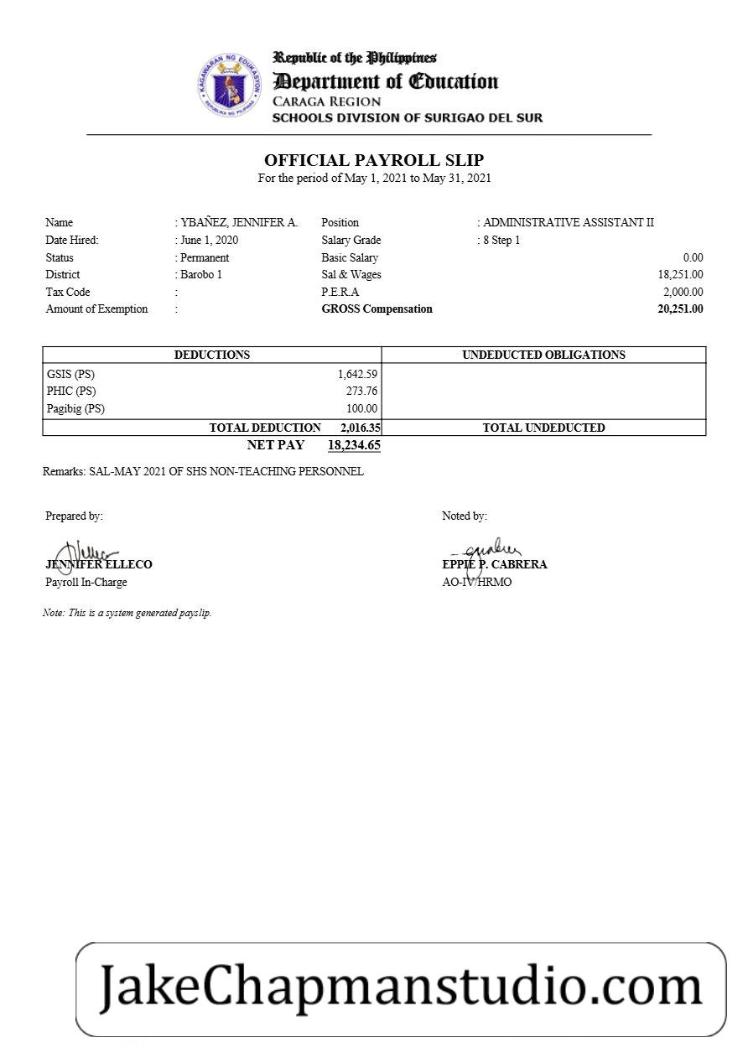 KAGAWARAN NG EDUKASYON
REPUBLIKA NG PILIPINAS
Republic of the Philippines
Department of Education
CARAGA REGION
SCHOOLS DIVISION OF SURIGAO DEL SUR
OFFICIAL PAYROLL SLIP
For the period of May 1, 2021 to May 31, 2021
Name : YBAÑEZ, JENNIFER A. Position : ADMINISTRATIVE ASSISTANT II
Date Hired: : June 1, 2020 Salary Grade : 8 Step 1
Status : Permanent Basic Salary 0.00
District : Barobo 1 Sal & Wages 18,251.00
Tax Code : P.E.R.A 2,000.00
Amount of Exemption : GROSS Compensation 20,251.00
DEDUCTIONS UNDEDUCTED OBLIGATIONS
GSIS (PS) 1,642.59
PHIC (PS) 273.76
Pagibig (PS) 100.00
TOTAL DEDUCTION 2,016.35 TOTAL UNDEDUCTED
NET PAY 18,234.65
Remarks: SAL-MAY 2021 OF SHS NON-TEACHING PERSONNEL
Prepared by: Noted by:
JENNIFER ELLECO EPPIE P. CABRERA
Payroll In-Charge AO-IV/HRMO
Note: This is a system generated payslip.
JakeChapmanstudio.com